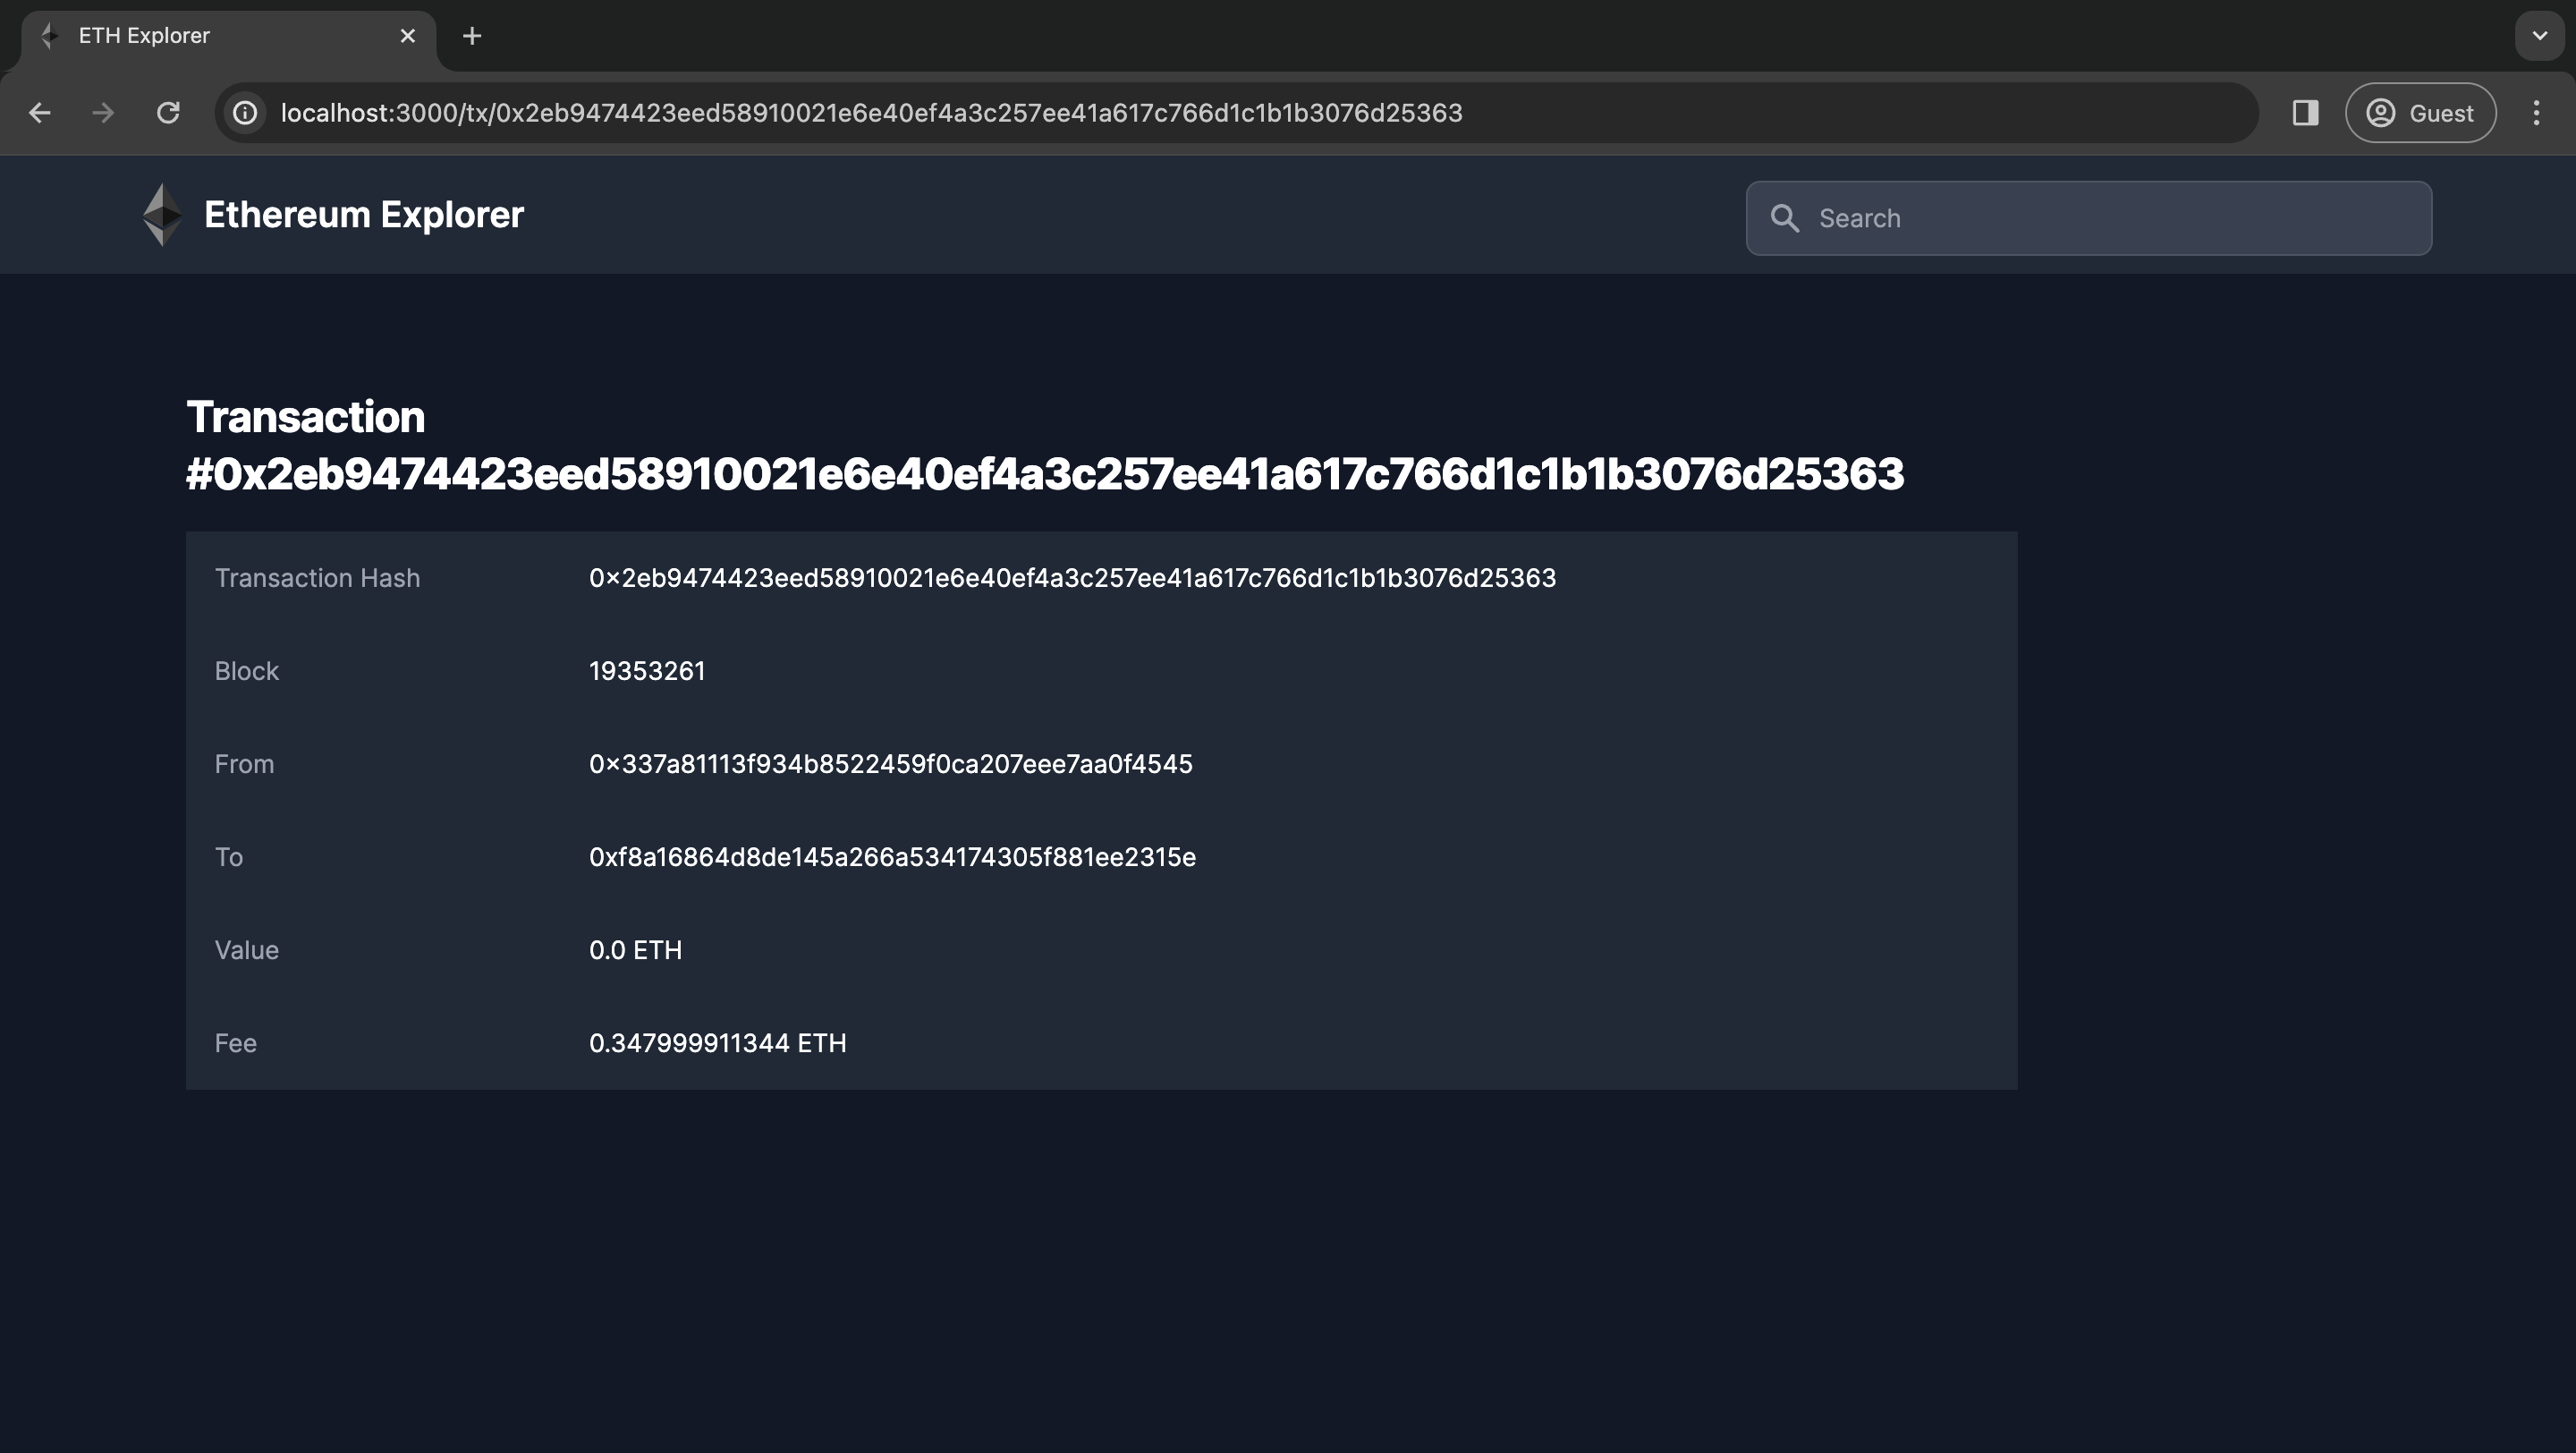 ETH Explorer
localhost:3000/tx/0x2eb9474423eed58910021e6e40ef4a3c257ee41a617c766d1c1b1b3076d25363
Guest
Ethereum Explorer
Search
Transaction
#0x2eb9474423eed58910021e6e40ef4a3c257ee41a617c766d1c1b1b3076d25363
Transaction Hash 0×2eb9474423eed58910021e6e40ef4a3c257ee41a617c766d1c1b1b3076d25363
Block 19353261
From 0×337a81113f934b8522459f0ca207eee7aa0f4545
To 0xf8a16864d8de145a266a534174305f881ee2315e
Value 0.0 ETH
Fee 0.347999911344 ETH